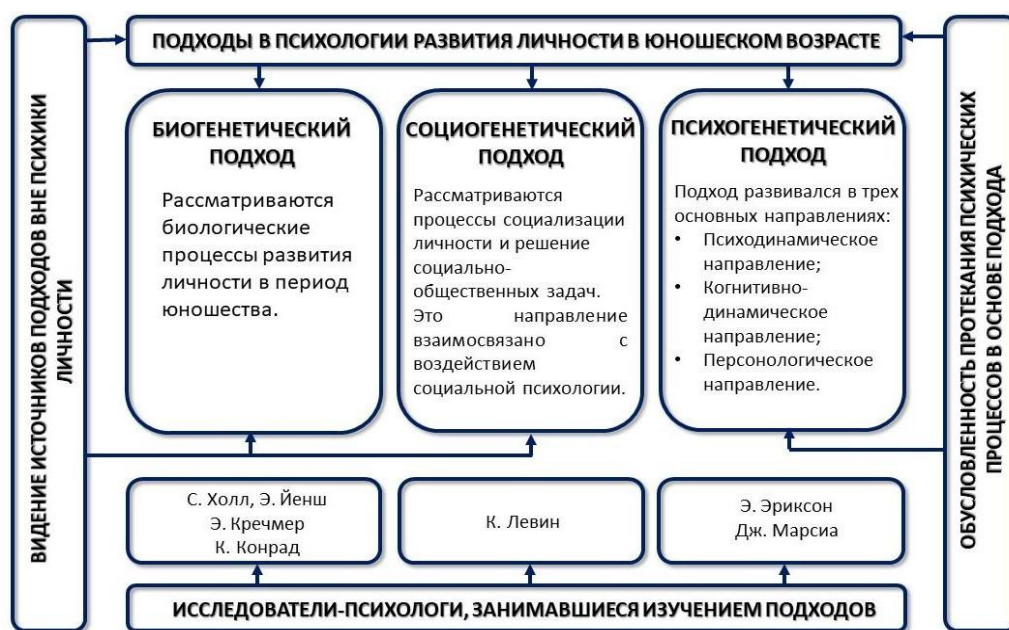 ПОДХОДЫ В ПСИХОЛОГИИ РАЗВИТИЯ ЛИЧНОСТИ В ЮНОШЕСКОМ ВОЗРАСТЕ
ВИДЕНИЕ ИСТОЧНИКОВ ПОДХОДОВ ВНЕ ПСИХИКИ
ЛИЧНОСТИ
БИОГЕНЕТИЧЕСКИЙ
ПОДХОД
Рассматриваются
биологические
процессы развития
личности в период
юношества.
СОЦИОГЕНЕТИЧЕСКИЙ
ПОДХОД
Рассматриваются
процессы социализации
личности и решение
социально-
общественных задач.
Это направление
взаимосвязано с
воздействием
социальной психологии.
ПСИХОГЕНЕТИЧЕСКИЙ
ПОДХОД
Подход развивался в трех
основных направлениях:
• Психодинамическое
направление;
• Когнитивно-
динамическое
направление;
• Персонологическое
направление.
ОБУСЛОВЛЕННОСТЬ ПРОТЕКАНИЯ ПСИХИЧЕСКИХ
ПРОЦЕССОВ В ОСНОВЕ ПОДХОДА
С. Холл, Э. Йенш
Э. Кречмер
К. Конрад
К. Левин
Э. Эриксон
Дж. Марсиа
ИССЛЕДОВАТЕЛИ-ПСИХОЛОГИ, ЗАНИМАВШИЕСЯ ИЗУЧЕНИЕМ ПОДХОДОВ